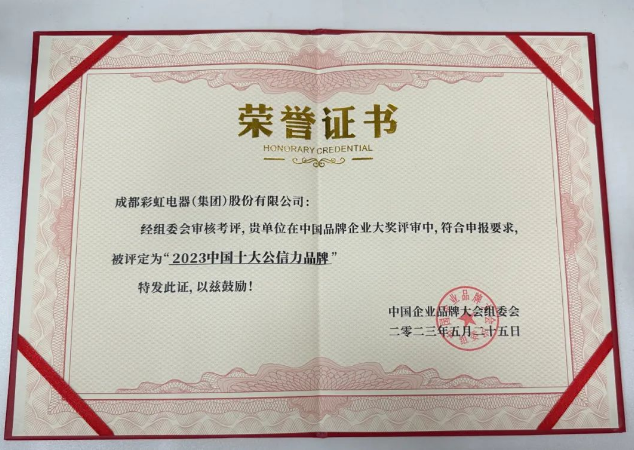 荣誉证书
HONORARY CREDENTIAL
成都彩虹电器(集团)股份有限公司:
经组委会审核考评,贵单位在中国品牌企业大奖评审中,符合申报要求,
被评定为“2023中国十大公信力品牌”
特发此证,以兹鼓励!
中国企业品牌大会组委会
二零二三年五月二十五日